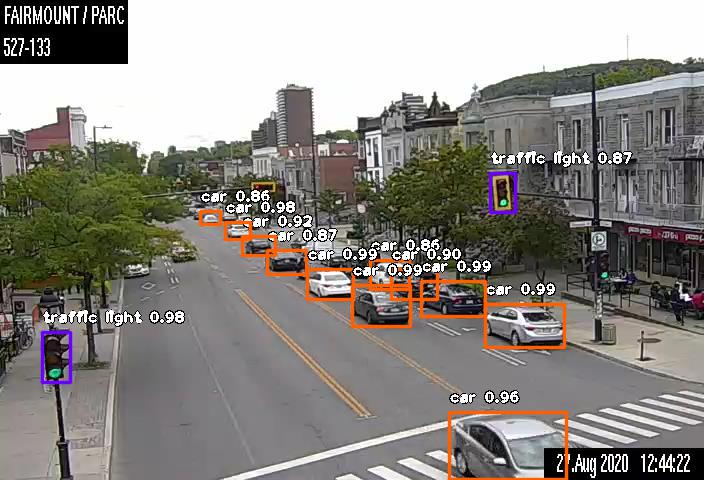 FAIRMOUNT / PARC
527-133
traffic light 0.87
car 0.86
car 0.98
car 0.92
car 0.87
car 0.86
car 0.99
car 0.90
car 0.99
car 0.99
car 0.99
traffic light 0.98
car 0.96
27.Aug 2020 12:44:22